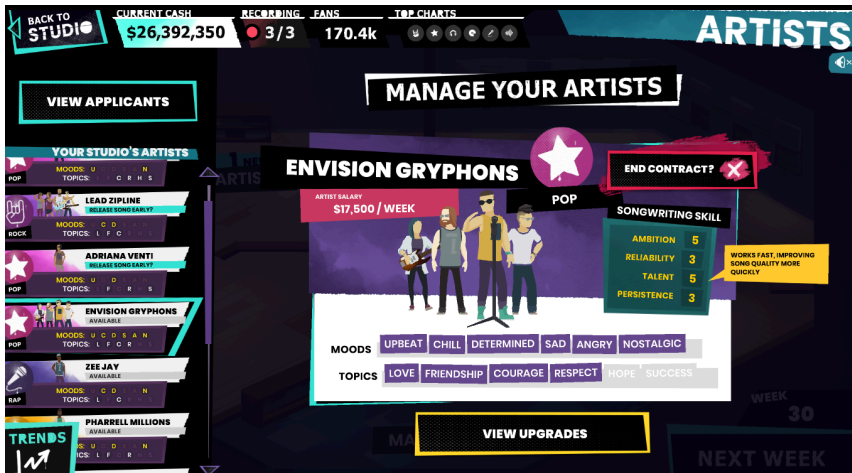 BACK TO
STUDIO
CURRENT CASH
$26,392,350
RECORDING
3/3
FANS
170.4k
TOP CHARTS
ARTISTS
VIEW APPLICANTS
MANAGE YOUR ARTISTS
YOUR STUDIO'S ARTISTS
MOODS: U C D S A N
TOPICS: L F C R H S
POP
LEAD ZIPLINE
RELEASE SONG EARLY?
ROCK
MOODS: C D
TOPICS: L F C
ADRIANA VENTI
RELEASE SONG EARLY?
POP
MOODS: U D
TOPICS: L F R S
ENVISION GRYPHONS
AVAILABLE
POP
MOODS: U C D S A N
TOPICS: L F C R
ZEE JAY
AVAILABLE
RAP
MOODS: C D N
TOPICS: L C
PHARRELL MILLIONS
AVAILABLE
TRENDS
ENVISION GRYPHONS
POP
END CONTRACT?
ARTIST SALARY
$17,500 / WEEK
SONGWRITING SKILL
AMBITION 5
RELIABILITY 3
TALENT 5
PERSISTENCE 3
WORKS FAST, IMPROVING
SONG QUALITY MORE
QUICKLY
MOODS UPBEAT CHILL DETERMINED SAD ANGRY NOSTALGIC
TOPICS LOVE FRIENDSHIP COURAGE RESPECT HOPE SUCCESS
VIEW UPGRADES
WEEK
30
NEXT WEEK